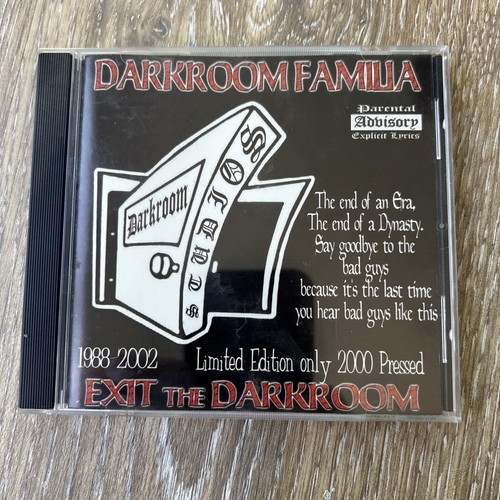 DARKROOM FAMILIA
Parental
Advisory
Explicit Lyrics
Darkroom
STUDIOS
The end of an Era,
The end of a Dynasty.
Say goodbye to the
bad guys
because it's the last time
you hear bad guys like this
1988-2002
Limited Edition only 2000 Pressed
EXIT THE DARKROOM